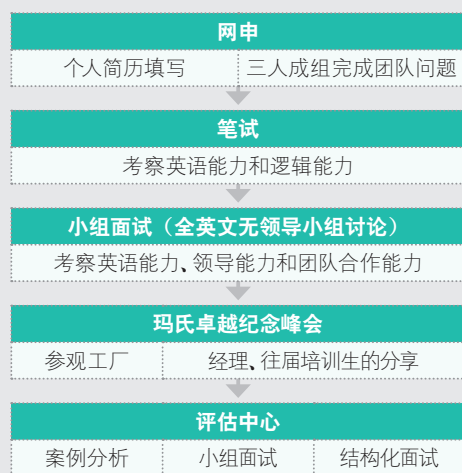 网申
个人简历填写 三人成组完成团队问题
笔试
考察英语能力和逻辑能力
小组面试（全英文无领导小组讨论）
考察英语能力、领导能力和团队合作能力
玛氏卓越纪念峰会
参观工厂 经理、往届培训生的分享
评估中心
案例分析 小组面试 结构化面试